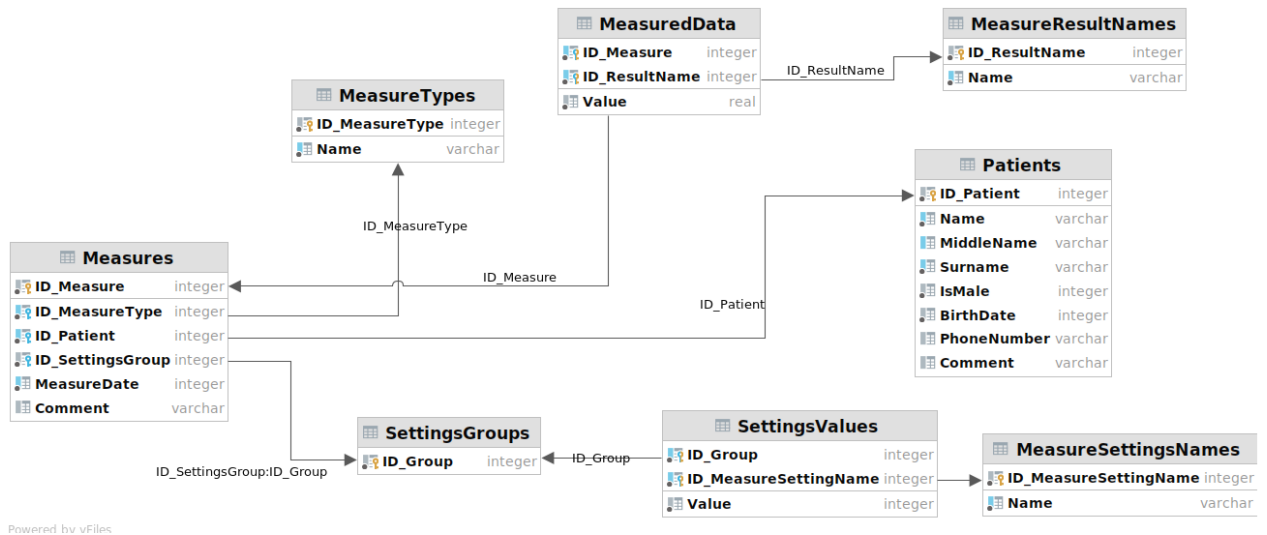 MeasuredData
ID_Measure integer
ID_ResultName integer
Value real
MeasureResultNames
ID_ResultName integer
Name varchar
ID_ResultName
MeasureTypes
ID_MeasureType integer
Name varchar
Patients
ID_Patient integer
Name varchar
MiddleName varchar
Surname varchar
IsMale integer
BirthDate integer
PhoneNumber varchar
Comment varchar
ID_MeasureType
Measures
ID_Measure integer
ID_MeasureType integer
ID_Patient integer
ID_SettingsGroup integer
MeasureDate integer
Comment varchar
ID_Measure
ID_Patient
SettingsGroups
ID_Group integer
ID_SettingsGroup:ID_Group
ID_Group
SettingsValues
ID_Group integer
ID_MeasureSettingName integer
Value integer
MeasureSettingsNames
ID_MeasureSettingName integer
Name varchar
Powered by yFiles